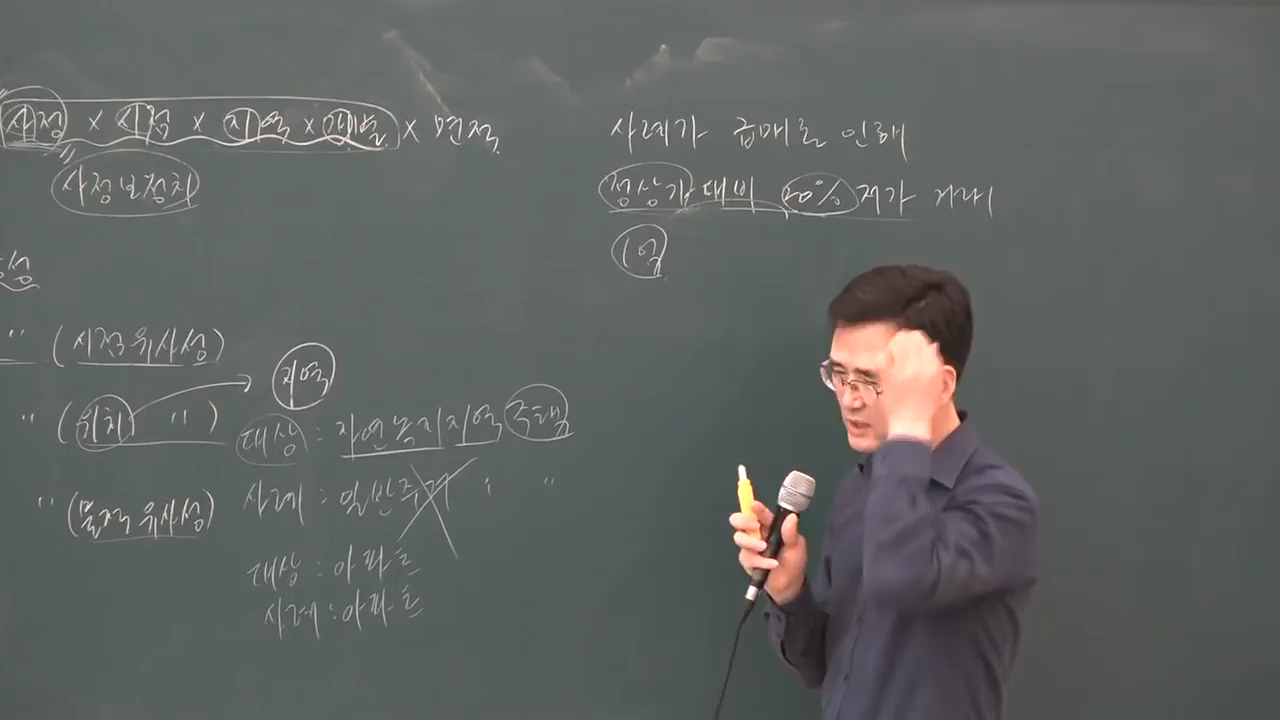 사정 × 시점 × 지역 × 개별 × 면적
사정보정치
성
" (시점유사성)
" (위치 " ) 지역
대상 : 자연녹지지역 주택
사례 : 일반주거 " "
" (물적유사성)
대상 : 아파트
사례 : 아파트
사례가 급매로 인해
정상가 대비 20% 저가 거래
1억